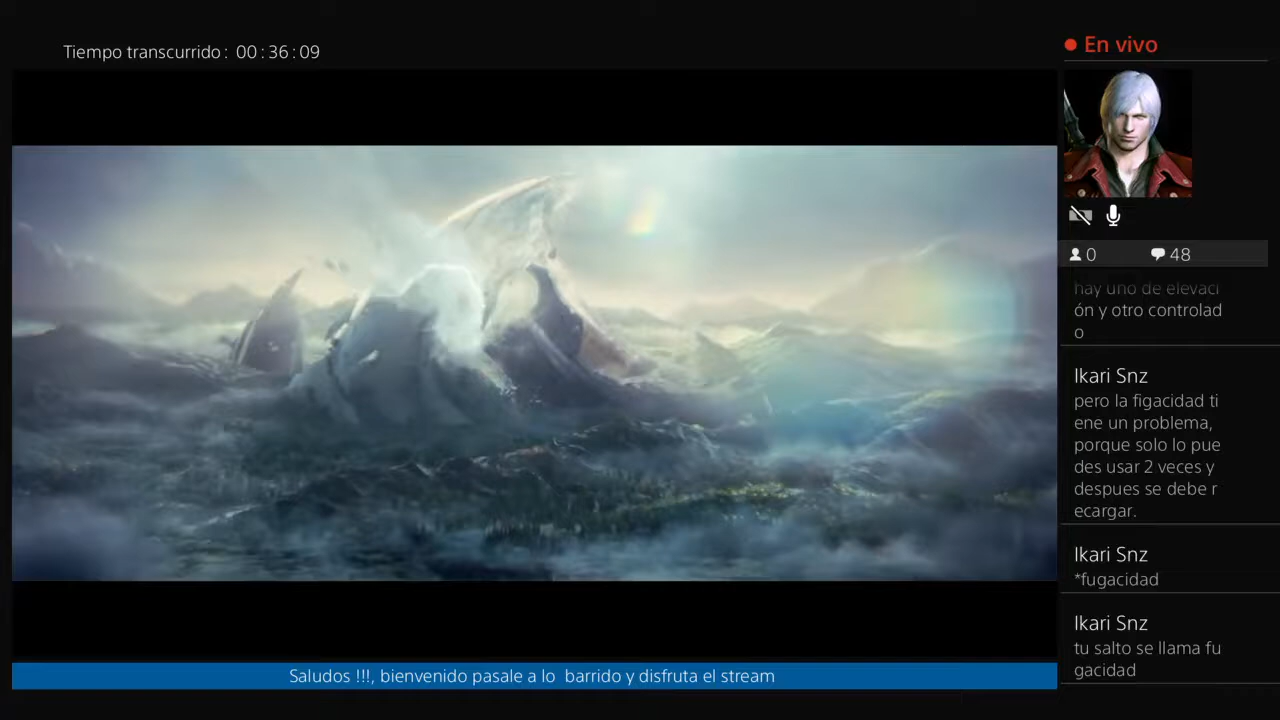 Tiempo transcurrido : 00 : 36 : 09
En vivo
0 48
hay uno de elevaci
ón y otro controlad
o
Ikari Snz
pero la figacidad ti
ene un problema,
porque solo lo pue
des usar 2 veces y
despues se debe r
ecargar.
Ikari Snz
*fugacidad
Ikari Snz
tu salto se llama fu
gacidad
Saludos !!!, bienvenido pasale a lo  barrido y disfruta el stream